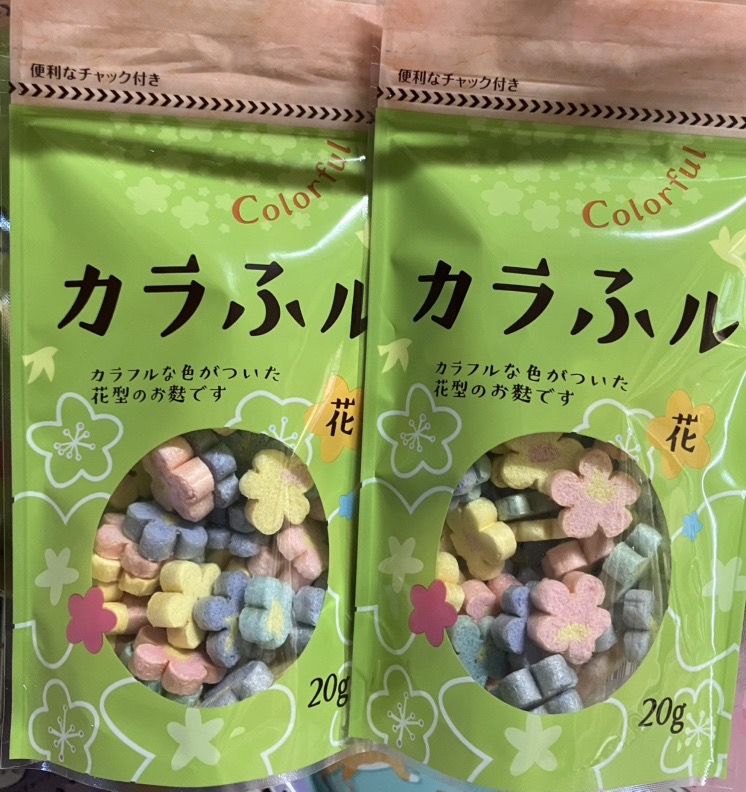 便利なチャック付き
Colorful
カラふル
カラフルな色がついた
花型のお麩です
花
20g
便利なチャック付き
Colorful
カラふル
カラフルな色がついた
花型のお麩です
花
20g